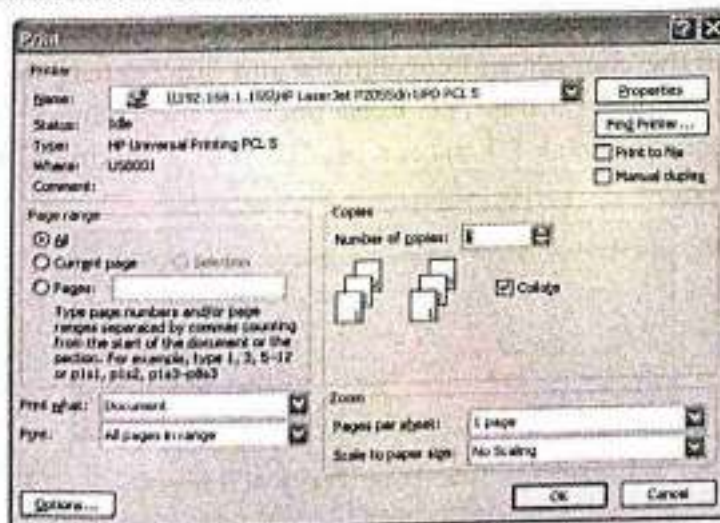 Print
Printer
Name: \\192.168.1.155\HP LaserJet P2055dn UPD PCL 5
Properties
Status: Idle
Find Printer...
Type: HP Universal Printing PCL 5
Print to file
Where: USB001
Manual duplex
Comment:
Page range
All
Current page Selection
Pages:
Type page numbers and/or page
ranges separated by commas counting
from the start of the document or the
section. For example, type 1, 3, 5-12
or p1s1, p1s2, p1s3-p8s3
Copies
Number of copies:
Collate
Print what: Document
Print: All pages in range
Zoom
Pages per sheet: 1 page
Scale to paper size: No Scaling
Options...
OK
Cancel